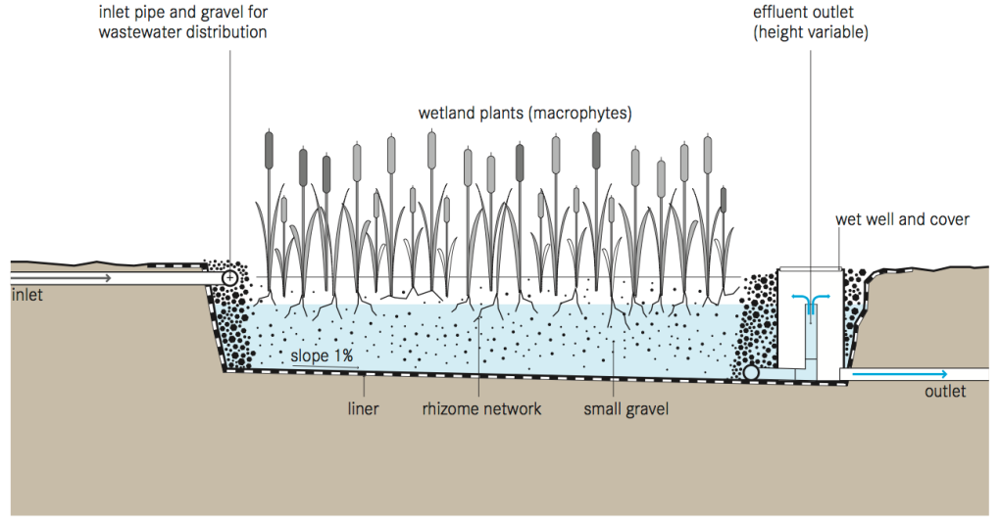 inlet pipe and gravel for
wastewater distribution
effluent outlet
(height variable)
wetland plants (macrophytes)
wet well and cover
inlet
slope 1%
outlet
liner
rhizome network
small gravel